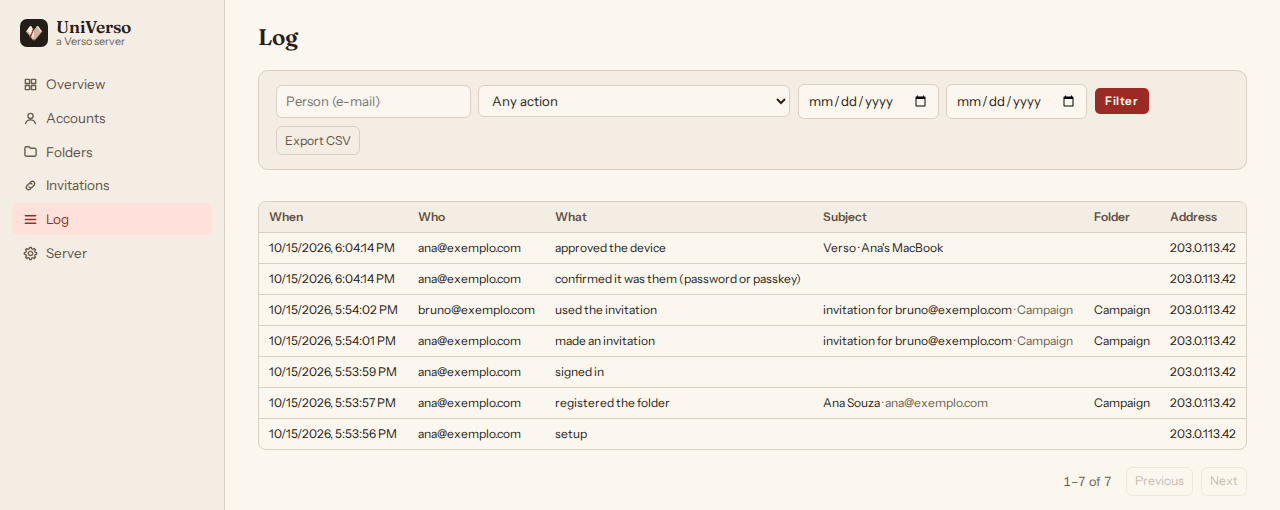 UniVerso
a Verso server
Overview
Accounts
Folders
Invitations
Log
Server
Log
Person (e-mail) Any action mm/dd/yyyy mm/dd/yyyy Filter
Export CSV
When Who What Subject Folder Address
10/15/2026, 6:04:14 PM ana@exemplo.com approved the device Verso · Ana's MacBook 203.0.113.42
10/15/2026, 6:04:14 PM ana@exemplo.com confirmed it was them (password or passkey) 203.0.113.42
10/15/2026, 5:54:02 PM bruno@exemplo.com used the invitation invitation for bruno@exemplo.com · Campaign Campaign 203.0.113.42
10/15/2026, 5:54:01 PM ana@exemplo.com made an invitation invitation for bruno@exemplo.com · Campaign Campaign 203.0.113.42
10/15/2026, 5:53:59 PM ana@exemplo.com signed in 203.0.113.42
10/15/2026, 5:53:57 PM ana@exemplo.com registered the folder Ana Souza · ana@exemplo.com Campaign 203.0.113.42
10/15/2026, 5:53:56 PM ana@exemplo.com setup 203.0.113.42
1–7 of 7 Previous Next